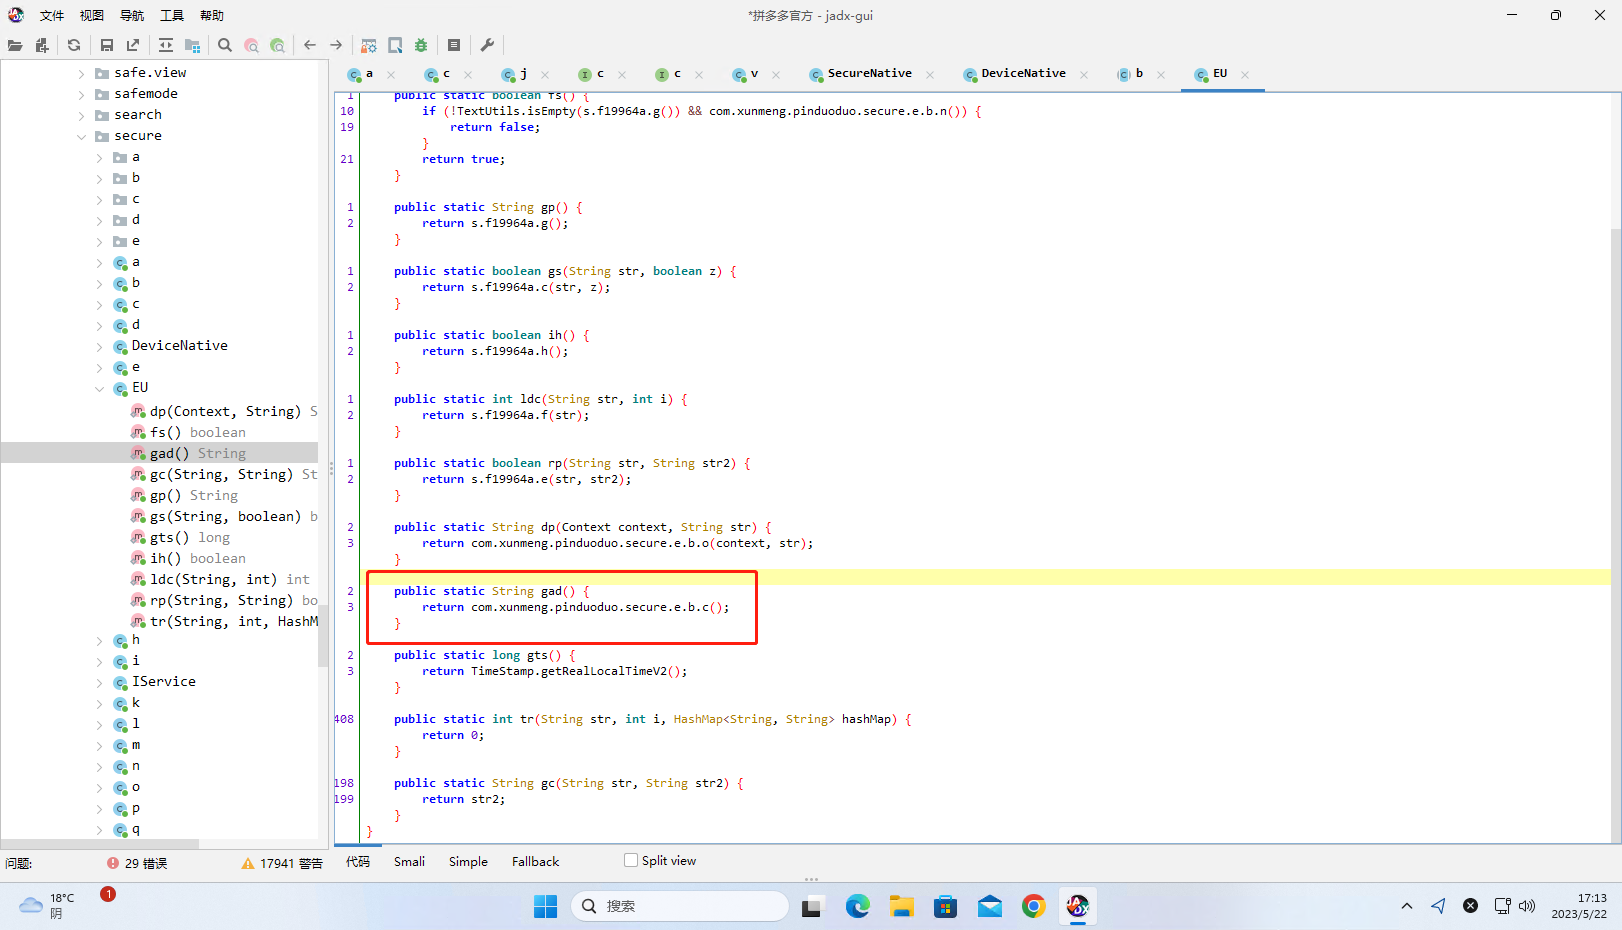 文件 视图 导航 工具 帮助
*拼多多官方 - jadx-gui
safe.view
safemode
search
secure
a
b
c
d
e
a
b
c
d
DeviceNative
e
EU
dp(Context, String) S
fs() boolean
gad() String
gc(String, String) St
gp() String
gs(String, boolean) b
gts() long
ih() boolean
ldc(String, int) int
rp(String, String) bo
tr(String, int, HashM
h
i
IService
k
l
m
n
o
p
q
a c j c c v SecureNative DeviceNative b EU
1 public static boolean fs() {
10 if (!TextUtils.isEmpty(s.f19964a.g()) && com.xunmeng.pinduoduo.secure.e.b.n()) {
19 return false;
}
21 return true;
}
1 public static String gp() {
2 return s.f19964a.g();
}
1 public static boolean gs(String str, boolean z) {
2 return s.f19964a.c(str, z);
}
1 public static boolean ih() {
2 return s.f19964a.h();
}
1 public static int ldc(String str, int i) {
2 return s.f19964a.f(str);
}
1 public static boolean rp(String str, String str2) {
2 return s.f19964a.e(str, str2);
}
2 public static String dp(Context context, String str) {
3 return com.xunmeng.pinduoduo.secure.e.b.o(context, str);
}
2 public static String gad() {
3 return com.xunmeng.pinduoduo.secure.e.b.c();
}
2 public static long gts() {
3 return TimeStamp.getRealLocalTimeV2();
}
408 public static int tr(String str, int i, HashMap<String, String> hashMap) {
return 0;
}
198 public static String gc(String str, String str2) {
199 return str2;
}
}
问题: 29 错误 17941 警告
代码 Smali Simple Fallback Split view
18°C
阴
1
搜索
17:13
2023/5/22